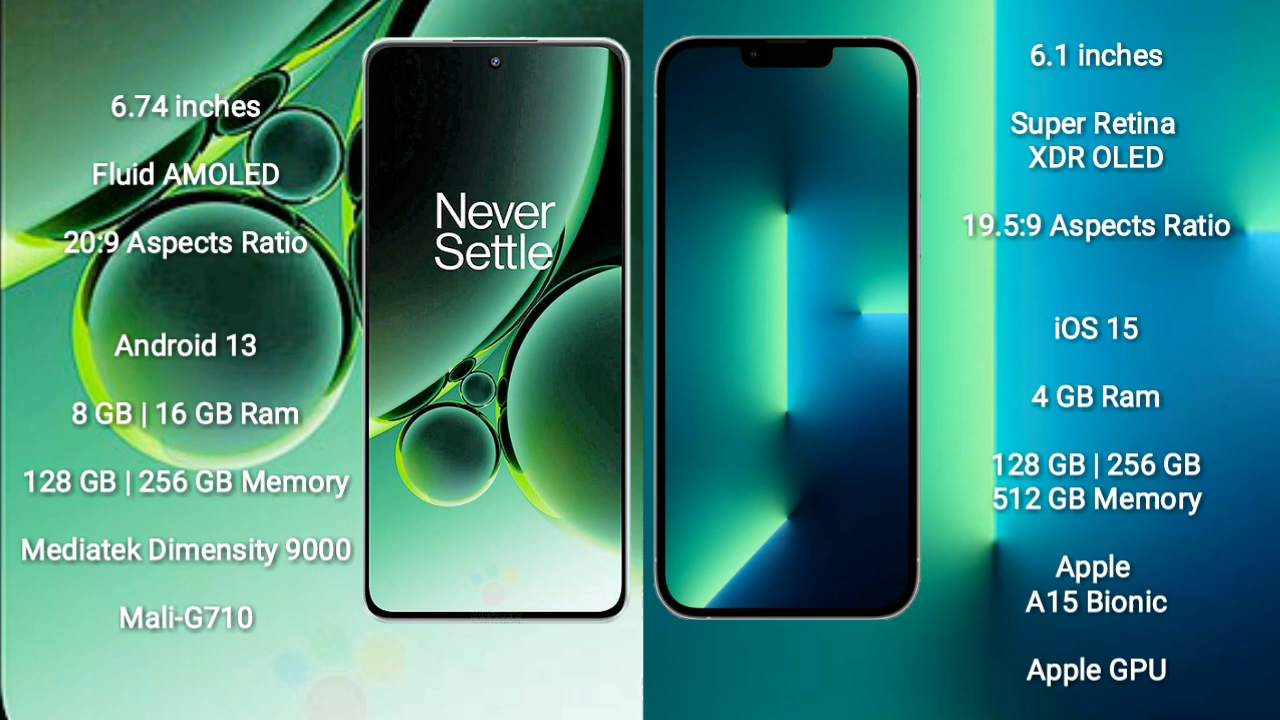 6.74 inches
Fluid AMOLED
20:9 Aspects Ratio
Android 13
8 GB | 16 GB Ram
128 GB | 256 GB Memory
Mediatek Dimensity 9000
Mali-G710
Never
Settle
6.1 inches
Super Retina
XDR OLED
19.5:9 Aspects Ratio
iOS 15
4 GB Ram
128 GB | 256 GB
512 GB Memory
Apple
A15 Bionic
Apple GPU